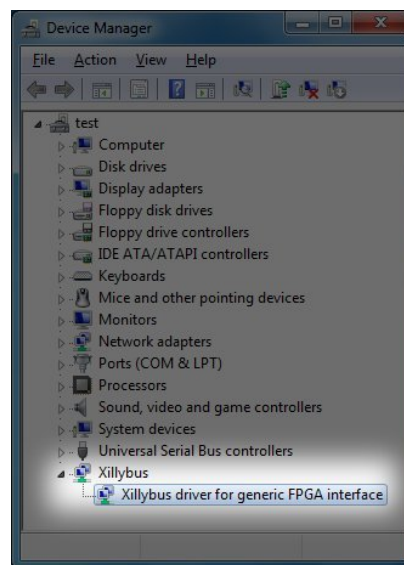 Device Manager
File Action View Help
test
Computer
Disk drives
Display adapters
Floppy disk drives
Floppy drive controllers
IDE ATA/ATAPI controllers
Keyboards
Mice and other pointing devices
Monitors
Network adapters
Ports (COM & LPT)
Processors
Sound, video and game controllers
System devices
Universal Serial Bus controllers
Xillybus
Xillybus driver for generic FPGA interface